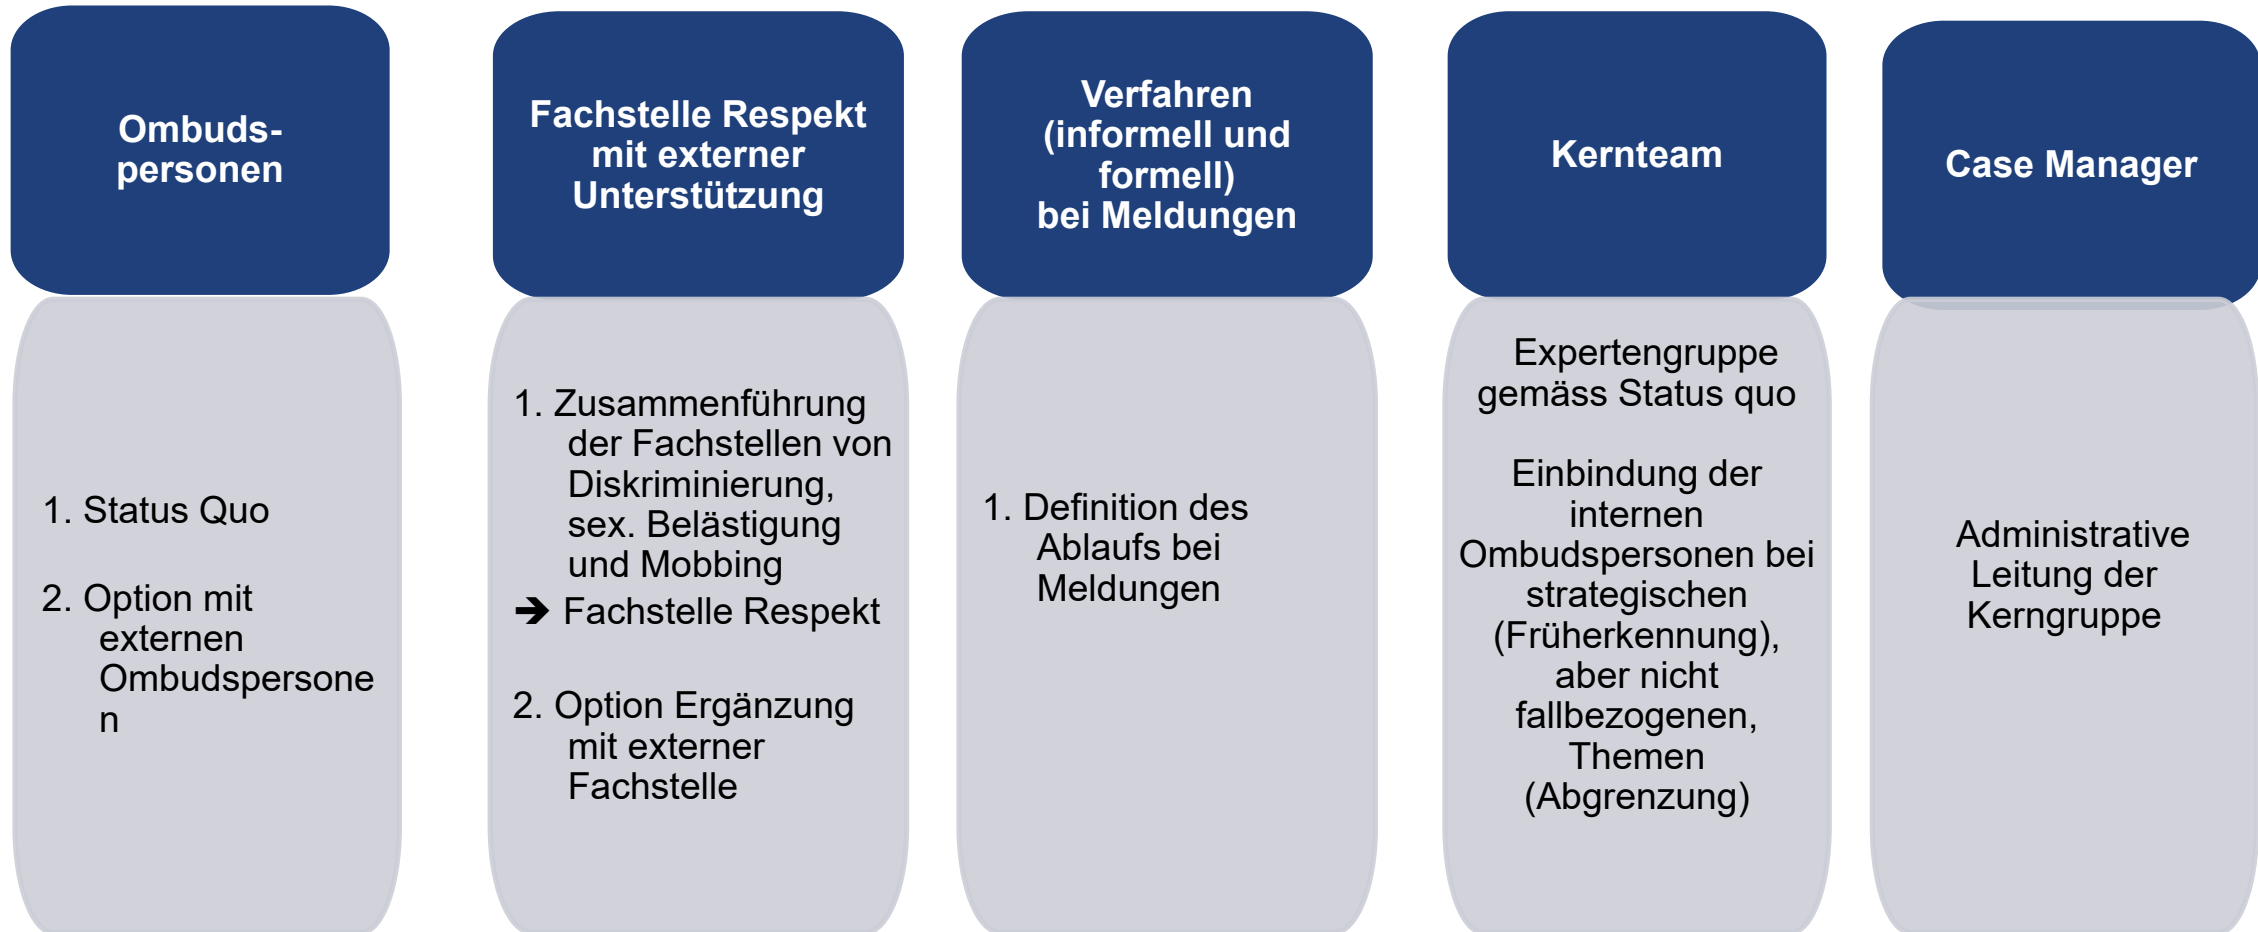 Ombuds-
personen
1. Status Quo
2. Option mit
externen
Ombudspersone
n
Fachstelle Respekt
mit externer
Unterstützung
1. Zusammenführung
der Fachstellen von
Diskriminierung,
sex. Belästigung
und Mobbing
➔ Fachstelle Respekt
2. Option Ergänzung
mit externer
Fachstelle
Verfahren
(informell und
formell)
bei Meldungen
1. Definition des
Ablaufs bei
Meldungen
Kernteam
Expertengruppe
gemäss Status quo
Einbindung der
internen
Ombudspersonen bei
strategischen
(Früherkennung),
aber nicht
fallbezogenen,
Themen
(Abgrenzung)
Case Manager
Administrative
Leitung der
Kerngruppe